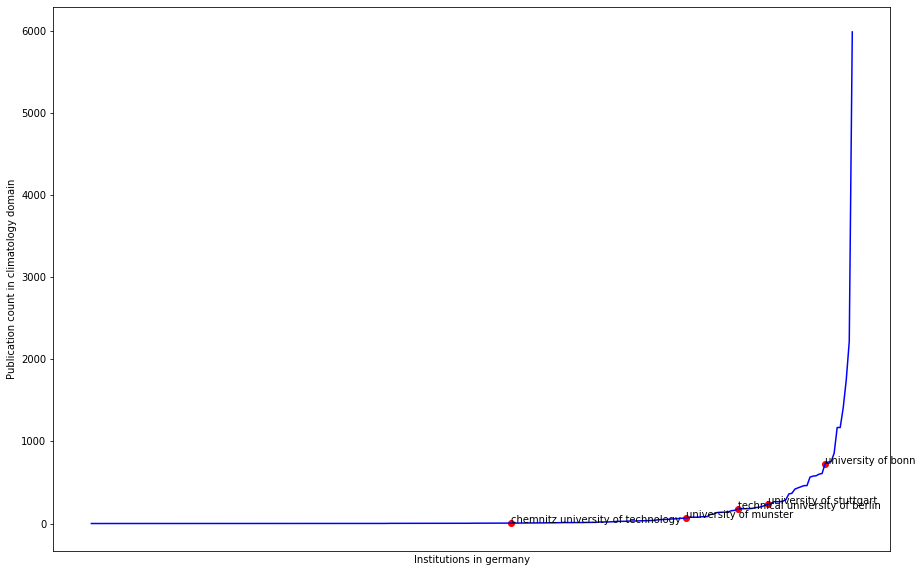 6000
5000
4000
3000
2000
1000
0
Publication count in climatology domain
university of bonn
university of stuttgart
technical university of berlin
university of munster
chemnitz university of technology
Institutions in germany